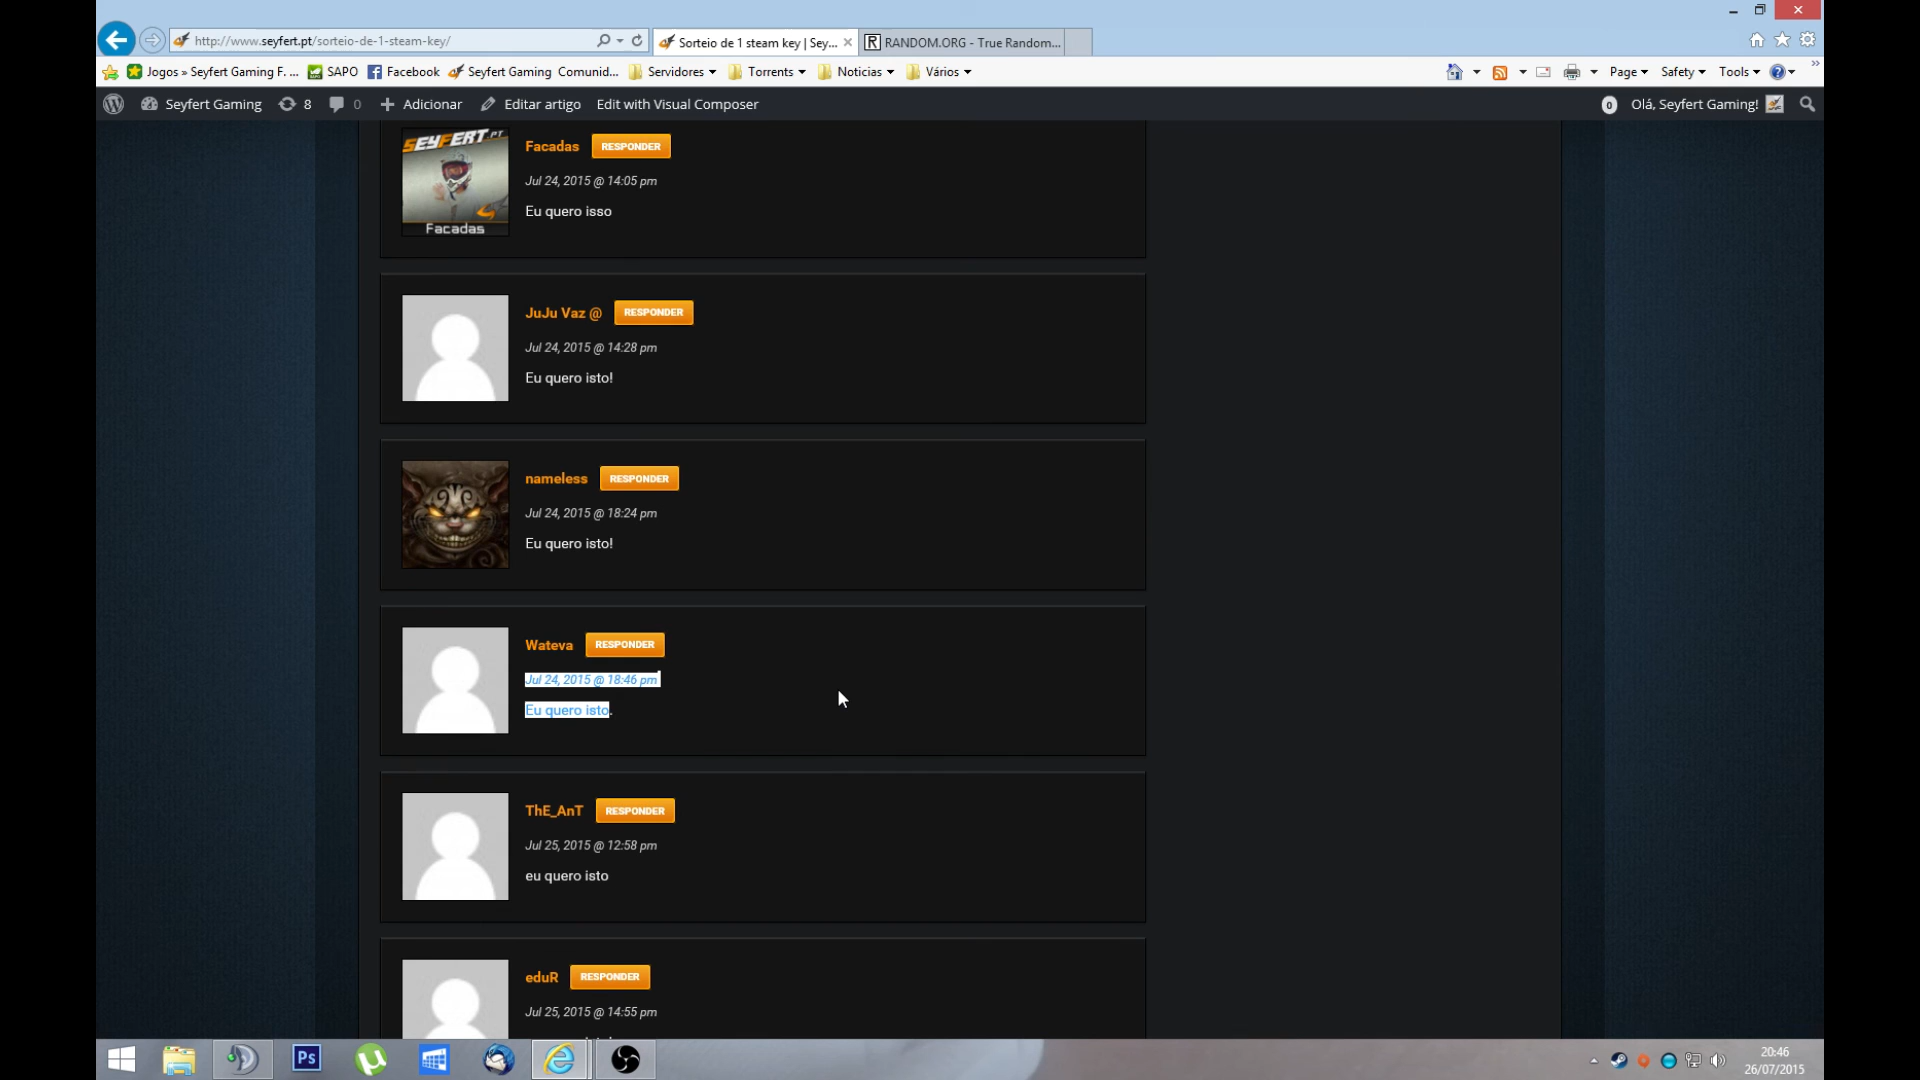 http://www.seyfert.pt/sorteio-de-1-steam-key/
Sorteio de 1 steam key | Sey...
RANDOM.ORG - True Random...
Jogos » Seyfert Gaming F. ...
SAPO
Facebook
Seyfert Gaming Comunid...
Servidores
Torrents
Noticias
Vários
Page
Safety
Tools
Seyfert Gaming
8
0
Adicionar
Editar artigo
Edit with Visual Composer
0
Olá, Seyfert Gaming!
SEYFERT.PT
Facadas
Facadas
RESPONDER
Jul 24, 2015 @ 14:05 pm
Eu quero isso
JuJu Vaz @
RESPONDER
Jul 24, 2015 @ 14:28 pm
Eu quero isto!
nameless
RESPONDER
Jul 24, 2015 @ 18:24 pm
Eu quero isto!
Wateva
RESPONDER
Jul 24, 2015 @ 18:46 pm
Eu quero isto.
ThE_AnT
RESPONDER
Jul 25, 2015 @ 12:58 pm
eu quero isto
eduR
RESPONDER
Jul 25, 2015 @ 14:55 pm
Ps
20:46
26/07/2015